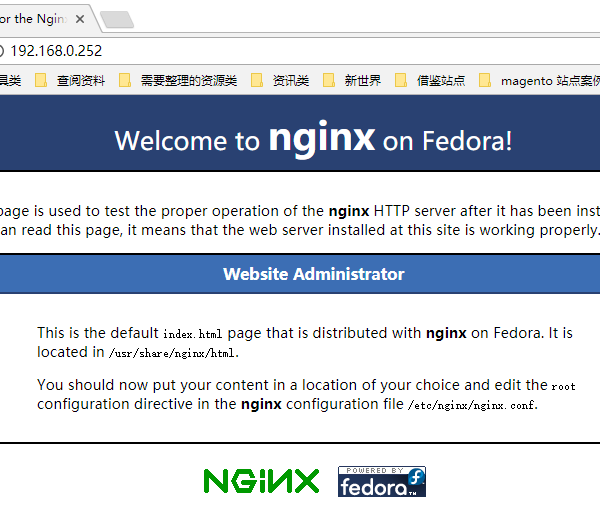 or the Ngin
192.168.0.252
具类 查阅资料 需要整理的资源类 资讯类 新世界 借鉴站点 magento 站点案例
Welcome to nginx on Fedora!
page is used to test the proper operation of the nginx HTTP server after it has been inst
an read this page, it means that the web server installed at this site is working properly.
Website Administrator
This is the default index.html page that is distributed with nginx on Fedora. It is
located in /usr/share/nginx/html.
You should now put your content in a location of your choice and edit the root
configuration directive in the nginx configuration file /etc/nginx/nginx.conf.
NGINX
POWERED BY
fedora™